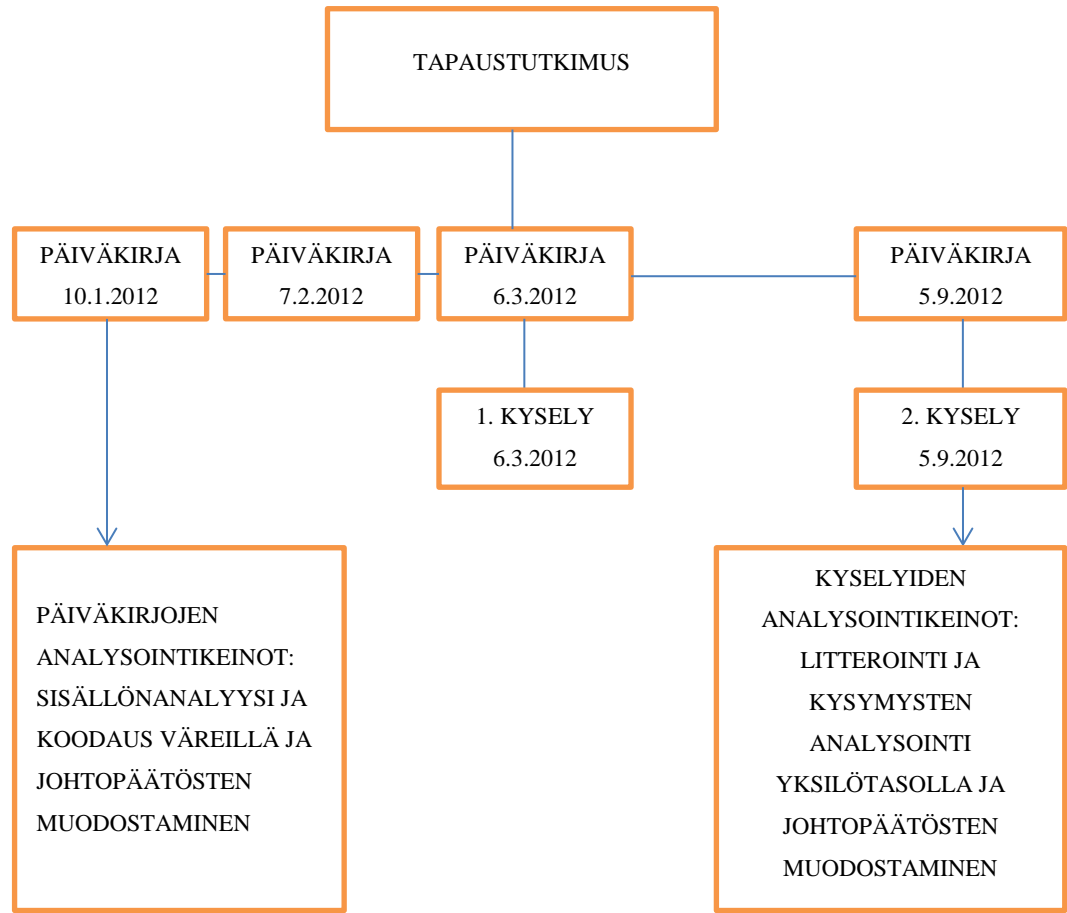 TAPAUSTUTKIMUS
PÄIVÄKIRJA
10.1.2012
PÄIVÄKIRJA
7.2.2012
PÄIVÄKIRJA
6.3.2012
PÄIVÄKIRJA
5.9.2012
1. KYSELY
6.3.2012
2. KYSELY
5.9.2012
PÄIVÄKIRJOJEN
ANALYSOINTIKEINOT:
SISÄLLÖNANALYYSI JA
KOODAUS VÄREILLÄ JA
JOHTOPÄÄTÖSTEN
MUODOSTAMINEN
KYSELYIDEN
ANALYSOINTIKEINOT:
LITTEROINTI JA
KYSYMYSTEN
ANALYSOINTI
YKSILÖTASOLLA JA
JOHTOPÄÄTÖSTEN
MUODOSTAMINEN